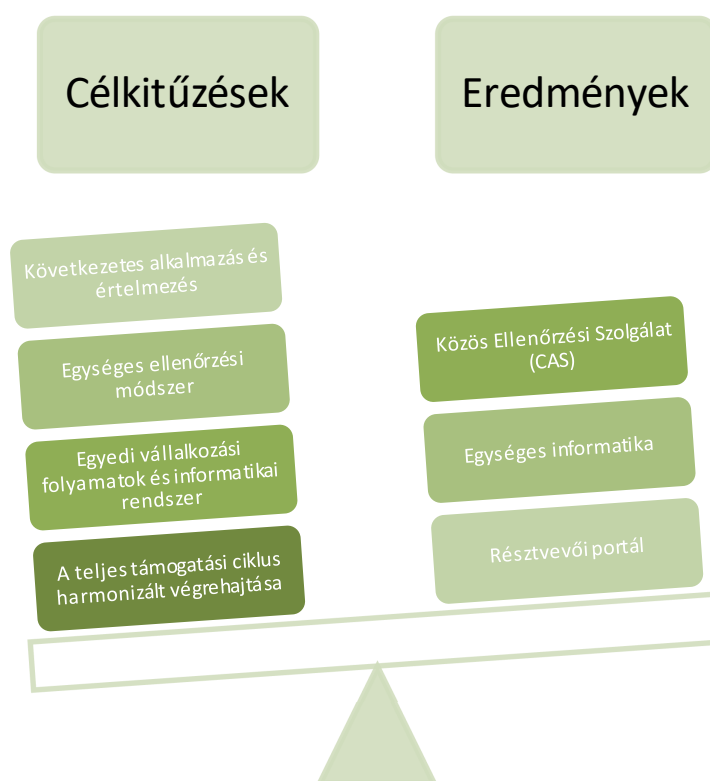 Célkitűzések
Eredmények
Következetes alkalmazás és
értelmezés
Egységes ellenőrzési
módszer
Egyedi vállalkozási
folyamatok és informatikai
rendszer
A teljes támogatási ciklus
harmonizált végrehajtása
Közös Ellenőrzési Szolgálat
(CAS)
Egységes informatika
Résztvevői portál